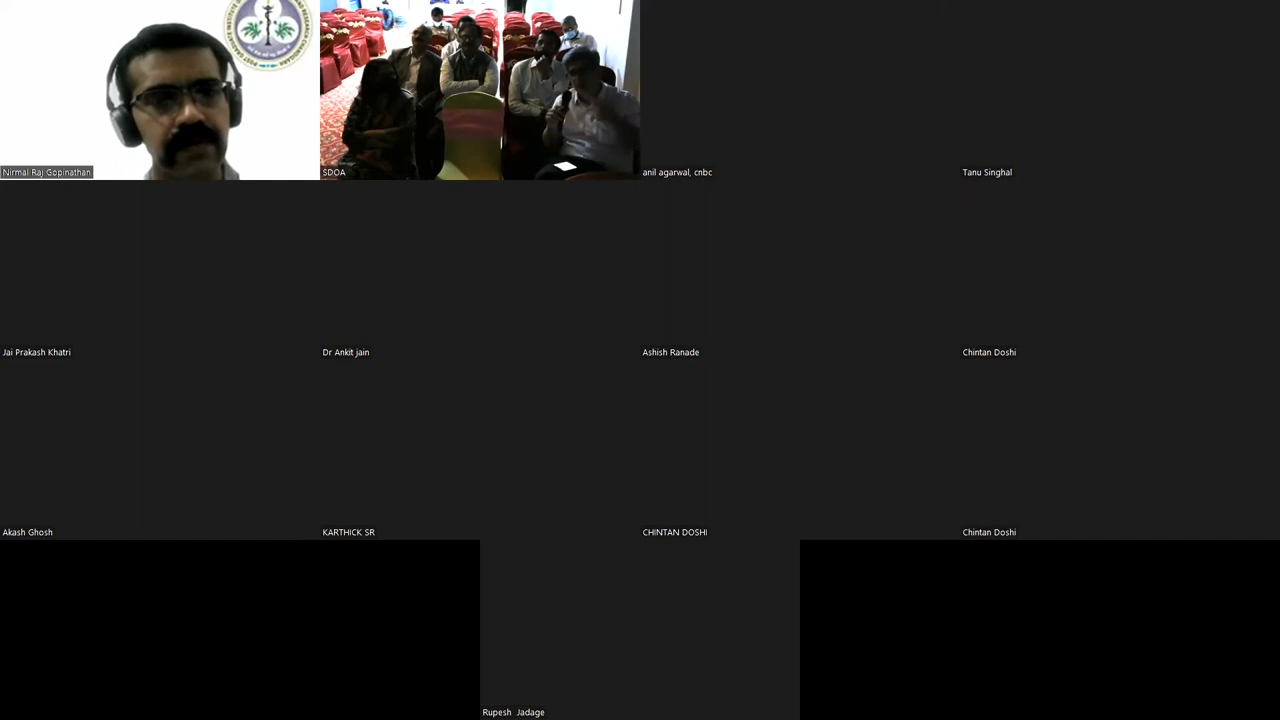 Nirmal Raj Gopinathan
SDOA
anil agarwal, cnbc
Tanu Singhal
Jai Prakash Khatri
Dr Ankit jain
Ashish Ranade
Chintan Doshi
Akash Ghosh
KARTHICK SR
CHINTAN DOSHI
Chintan Doshi
Rupesh  Jadage